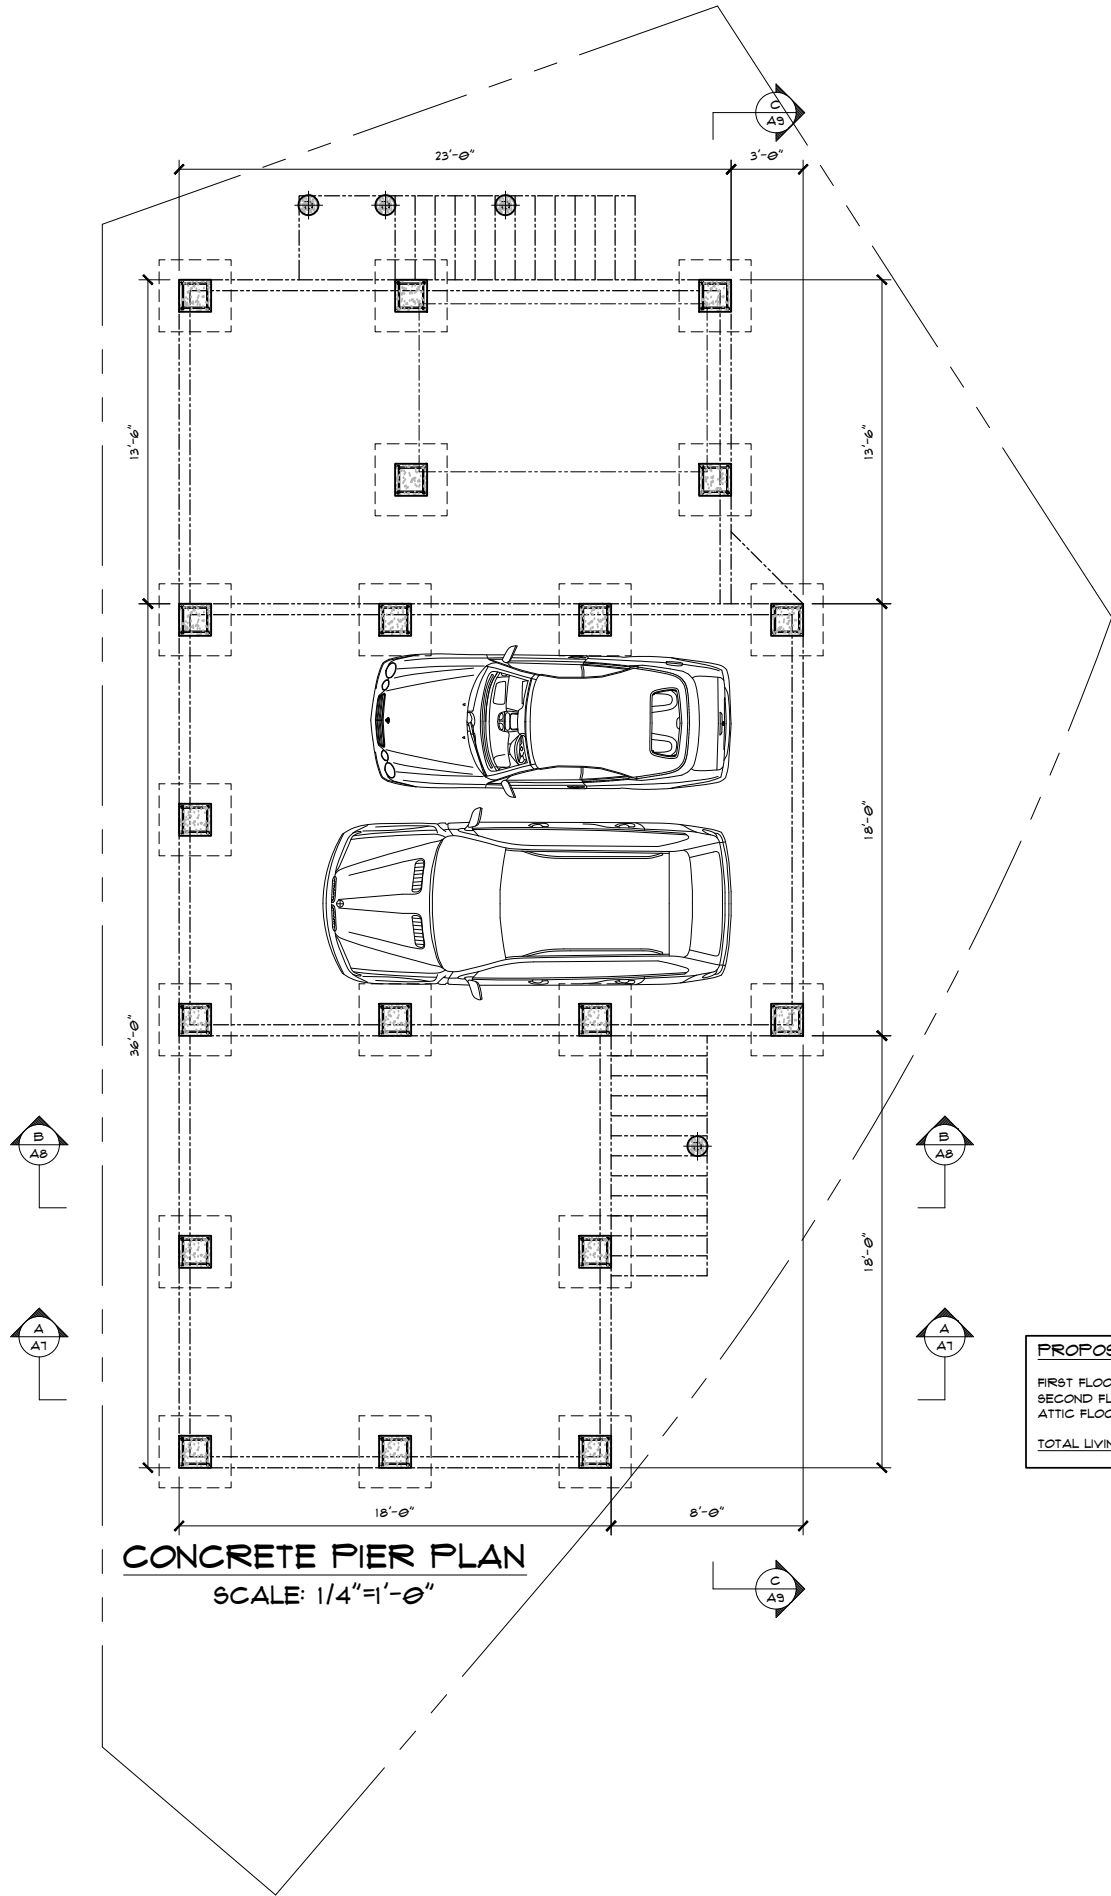 C
A9
23'-0"
3'-0"
13'-6"
13'-6"
18'-0"
36'-0"
B
A8
B
A8
18'-0"
A
A7
A
A7
PROPOS
FIRST FLOO
SECOND FL
ATTIC FLOO
TOTAL LIVIN
18'-0"
8'-0"
CONCRETE PIER PLAN
SCALE: 1/4"=1'-0"
C
A9